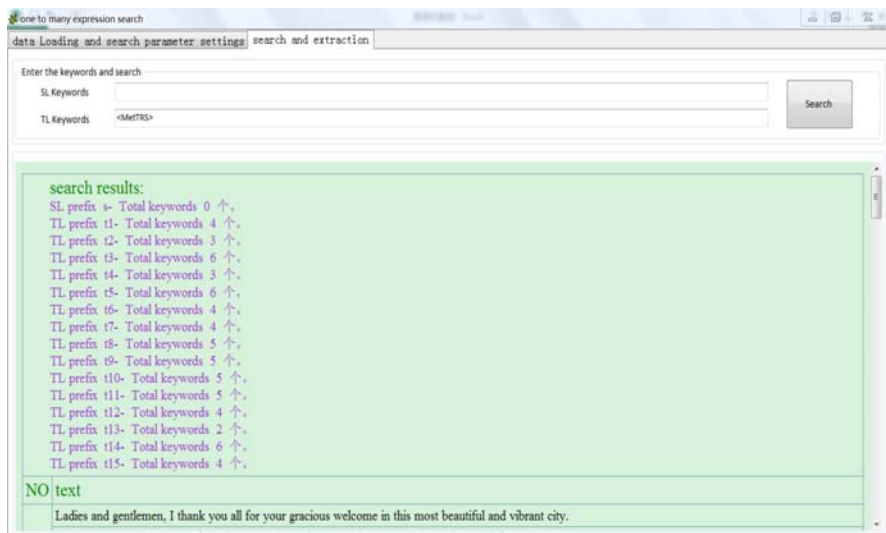 one to many expression search
data Loading and search parameter settings search and extraction
Enter the keywords and search
SL Keywords
Search
TL Keywords <MetTRS>
search results:
SL prefix s- Total keywords 0 个。
TL prefix t1- Total keywords 4 个。
TL prefix t2- Total keywords 3 个。
TL prefix t3- Total keywords 6 个。
TL prefix t4- Total keywords 3 个。
TL prefix t5- Total keywords 6 个。
TL prefix t6- Total keywords 4 个。
TL prefix t7- Total keywords 4 个。
TL prefix t8- Total keywords 5 个。
TL prefix t9- Total keywords 5 个。
TL prefix t10- Total keywords 5 个。
TL prefix t11- Total keywords 5 个。
TL prefix t12- Total keywords 4 个。
TL prefix t13- Total keywords 2 个。
TL prefix t14- Total keywords 6 个。
TL prefix t15- Total keywords 4 个。
NO text
Ladies and gentlemen, I thank you all for your gracious welcome in this most beautiful and vibrant city.